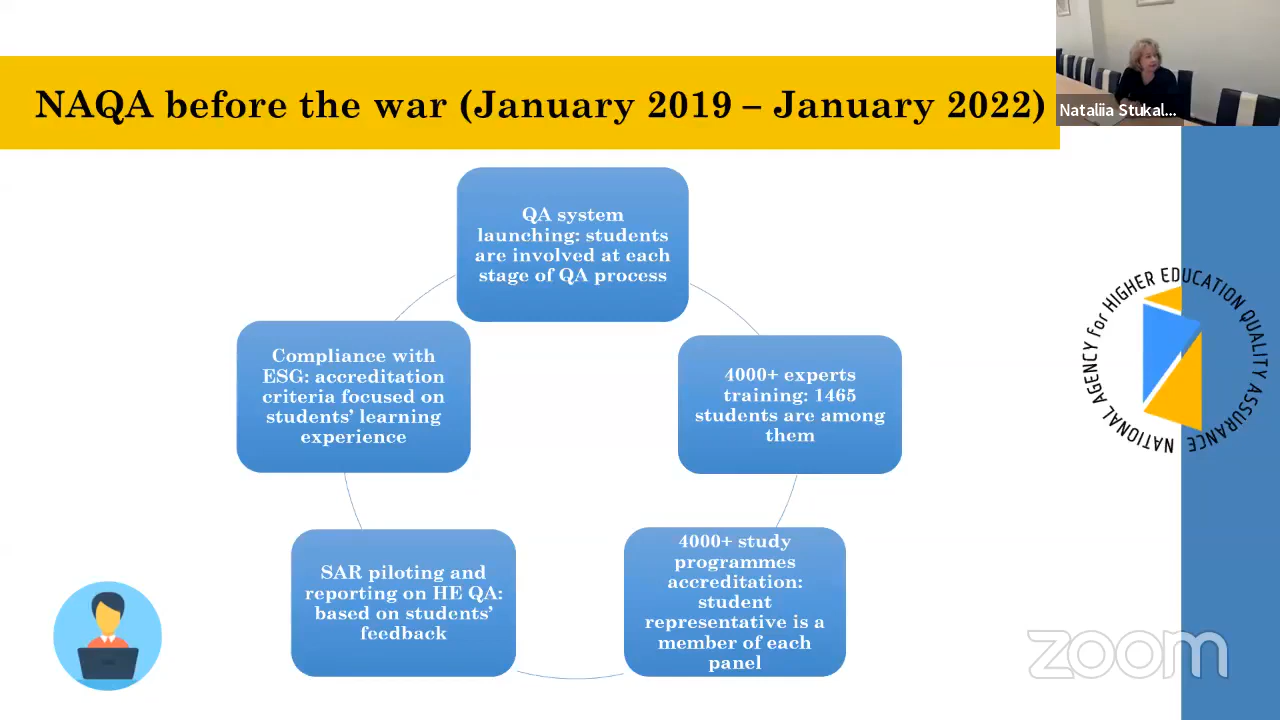 NAQA before the war (January 2019 – January 2022)
Nataliia Stukal...
QA system
launching: students
are involved at each
stage of QA process
4000+ experts
training: 1465
students are among
them
4000+ study
programmes
accreditation:
student
representative is a
member of each
panel
SAR piloting and
reporting on HE QA:
based on students’
feedback
Compliance with
ESG: accreditation
criteria focused on
students’ learning
experience
NATIONAL AGENCY for HIGHER EDUCATION QUALITY ASSURANCE
zoom